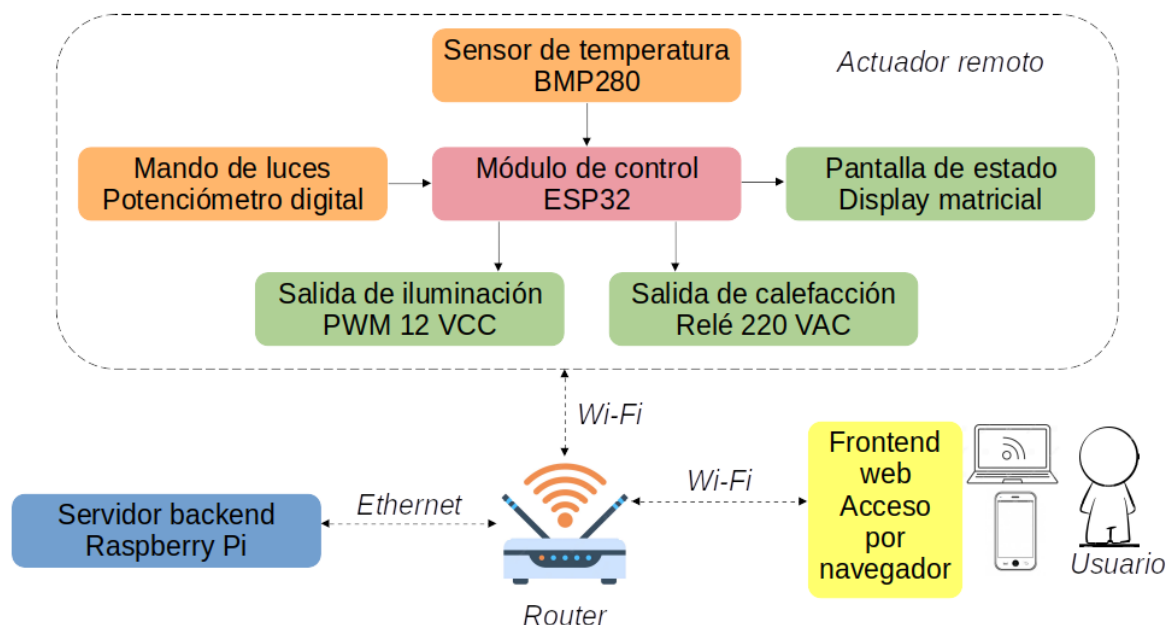 Sensor de temperatura
BMP280
Actuador remoto
Mando de luces
Potenciómetro digital
Módulo de control
ESP32
Pantalla de estado
Display matricial
Salida de iluminación
PWM 12 VCC
Salida de calefacción
Relé 220 VAC
Wi-Fi
Servidor backend
Raspberry Pi
Ethernet
Router
Wi-Fi
Frontend
web
Acceso
por
navegador
Usuario